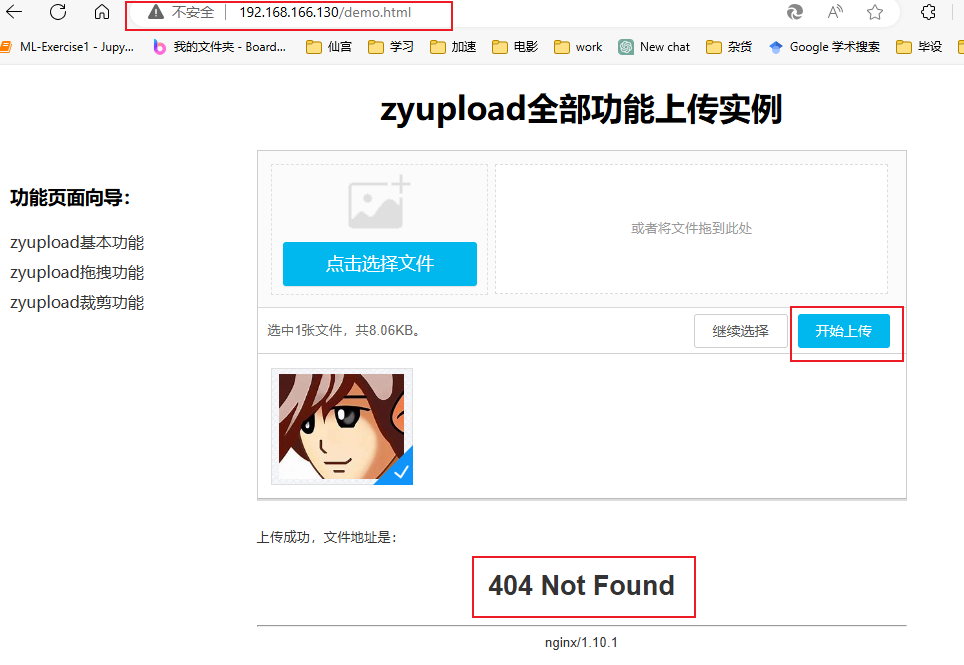 不安全 192.168.166.130/demo.html
ML-Exercise1 - Jupy... 我的文件夹 - Board... 仙宫 学习 加速 电影 work New chat 杂货 Google 学术搜索 毕设
zyupload全部功能上传实例
功能页面向导：
zyupload基本功能
zyupload拖拽功能
zyupload裁剪功能
点击选择文件
或者将文件拖到此处
选中1张文件，共8.06KB。
继续选择
开始上传
上传成功，文件地址是：
404 Not Found
nginx/1.10.1